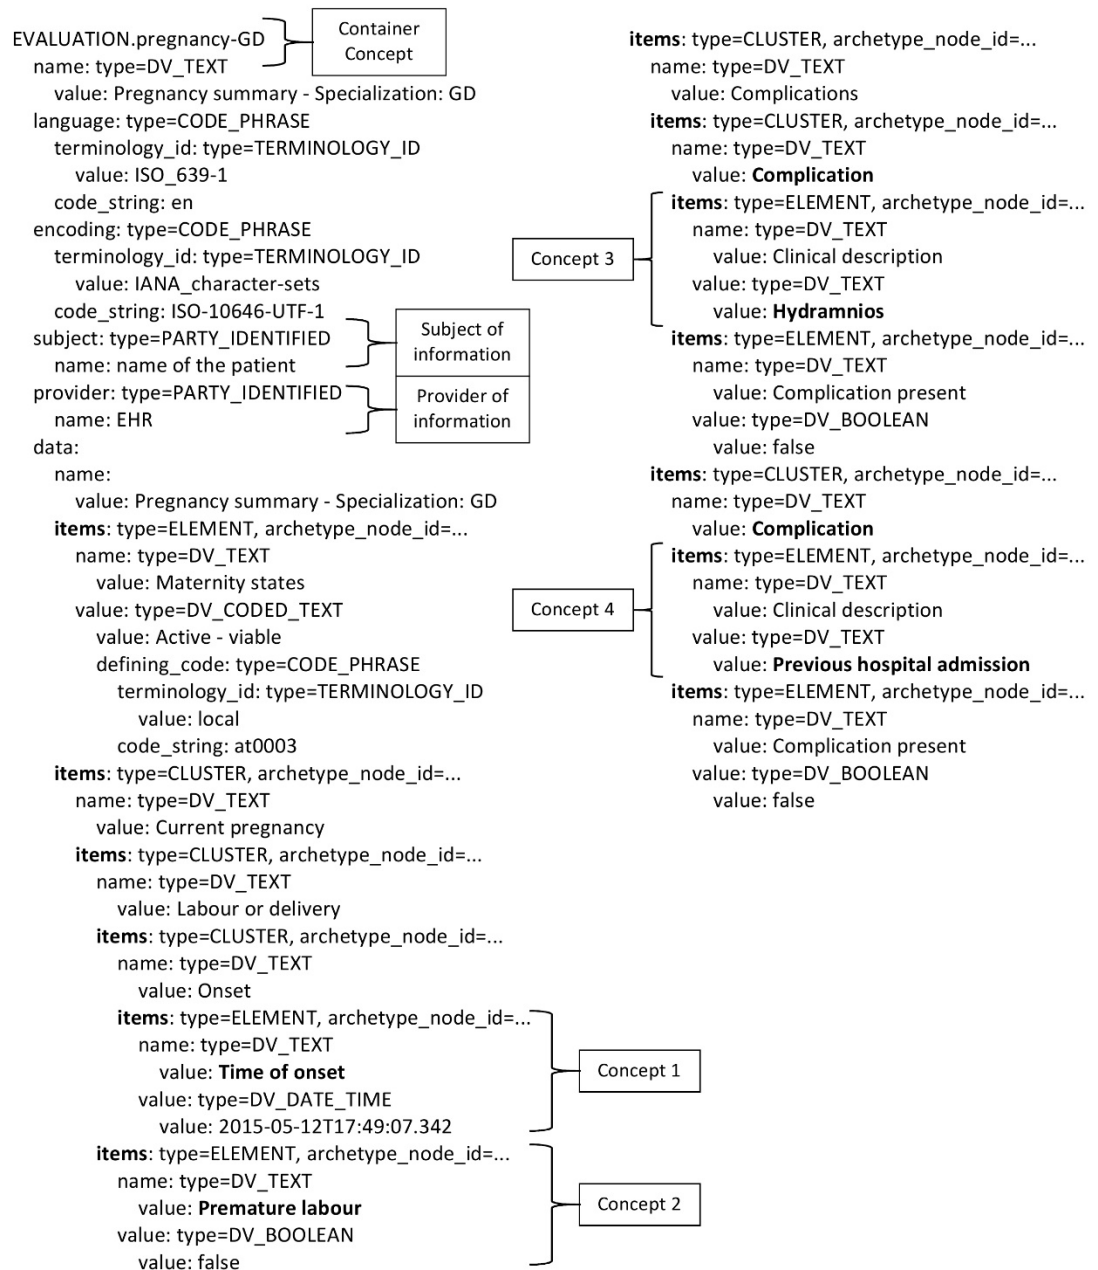 EVALUATION.pregnancy-GD
Container
Concept
name: type=DV_TEXT
value: Pregnancy summary - Specialization: GD
language: type=CODE_PHRASE
terminology_id: type=TERMINOLOGY_ID
value: ISO_639-1
code_string: en
encoding: type=CODE_PHRASE
terminology_id: type=TERMINOLOGY_ID
value: IANA_character-sets
code_string: ISO-10646-UTF-1
subject: type=PARTY_IDENTIFIED
name: name of the patient
Subject of
information
provider: type=PARTY_IDENTIFIED
name: EHR
Provider of
information
data:
name:
value: Pregnancy summary - Specialization: GD
items: type=ELEMENT, archetype_node_id=...
name: type=DV_TEXT
value: Maternity states
value: type=DV_CODED_TEXT
value: Active - viable
defining_code: type=CODE_PHRASE
terminology_id: type=TERMINOLOGY_ID
value: local
code_string: at0003
items: type=CLUSTER, archetype_node_id=...
name: type=DV_TEXT
value: Current pregnancy
items: type=CLUSTER, archetype_node_id=...
name: type=DV_TEXT
value: Labour or delivery
items: type=CLUSTER, archetype_node_id=...
name: type=DV_TEXT
value: Onset
items: type=ELEMENT, archetype_node_id=...
name: type=DV_TEXT
value: Time of onset
value: type=DV_DATE_TIME
value: 2015-05-12T17:49:07.342
Concept 1
items: type=ELEMENT, archetype_node_id=...
name: type=DV_TEXT
value: Premature labour
value: type=DV_BOOLEAN
value: false
Concept 2
items: type=CLUSTER, archetype_node_id=...
name: type=DV_TEXT
value: Complications
items: type=CLUSTER, archetype_node_id=...
name: type=DV_TEXT
value: Complication
items: type=ELEMENT, archetype_node_id=...
name: type=DV_TEXT
value: Clinical description
value: type=DV_TEXT
value: Hydramnios
Concept 3
items: type=ELEMENT, archetype_node_id=...
name: type=DV_TEXT
value: Complication present
value: type=DV_BOOLEAN
value: false
items: type=CLUSTER, archetype_node_id=...
name: type=DV_TEXT
value: Complication
items: type=ELEMENT, archetype_node_id=...
name: type=DV_TEXT
value: Clinical description
value: type=DV_TEXT
value: Previous hospital admission
Concept 4
items: type=ELEMENT, archetype_node_id=...
name: type=DV_TEXT
value: Complication present
value: type=DV_BOOLEAN
value: false